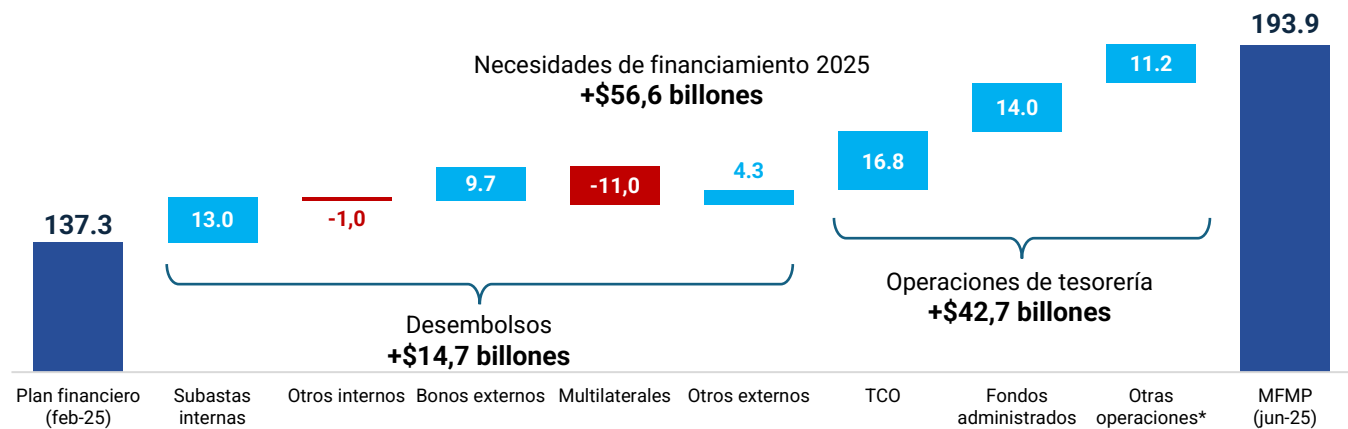 193.9
Necesidades de financiamiento 2025
+$56,6 billones
11.2
14.0
16.8
9.7
-11,0
4.3
13.0
-1,0
137.3
Operaciones de tesorería
+$42,7 billones
Desembolsos
+$14,7 billones
Plan financiero
(feb-25)
Subastas
internas
Otros internos
Bonos externos
Multilaterales
Otros externos
TCO
Fondos
administrados
Otras
operaciones*
MFMP
(jun-25)